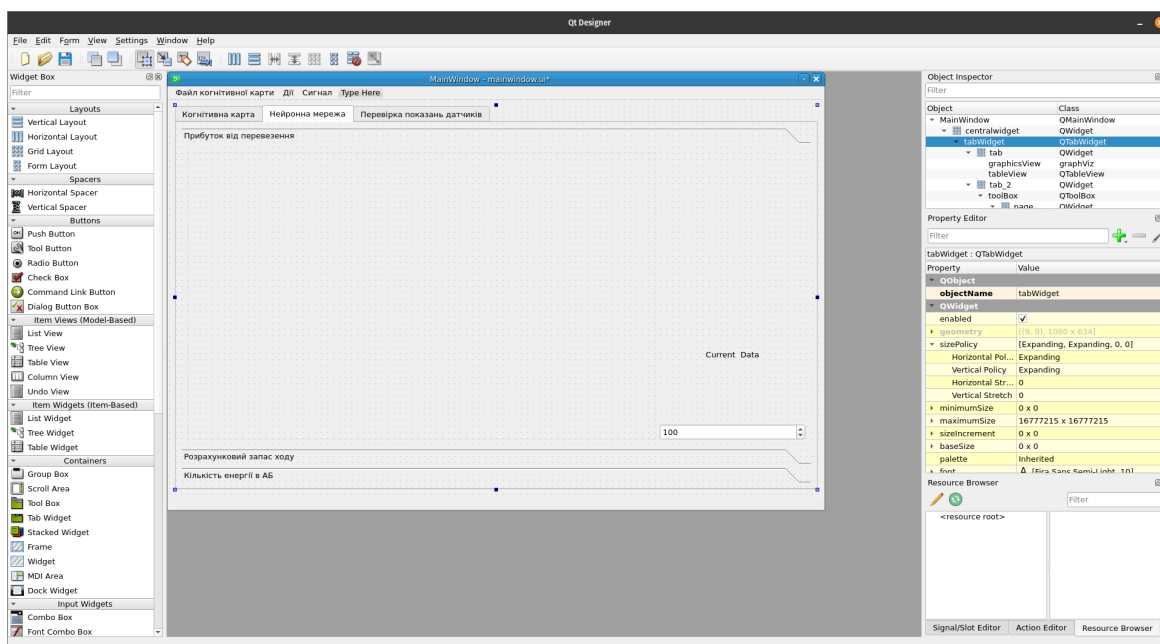 Qt Designer
File Edit Form View Settings Window Help
Widget Box
Filter
Layouts
Vertical Layout
Horizontal Layout
Grid Layout
Form Layout
Spacers
Horizontal Spacer
Vertical Spacer
Buttons
Push Button
Tool Button
Radio Button
Check Box
Command Link Button
Dialog Button Box
Item Views (Model-Based)
List View
Tree View
Table View
Column View
Undo View
Item Widgets (Item-Based)
List Widget
Tree Widget
Table Widget
Containers
Group Box
Scroll Area
Tool Box
Tab Widget
Stacked Widget
Frame
Widget
MDI Area
Dock Widget
Input Widgets
Combo Box
Font Combo Box
MainWindow - mainwindow.ui*
Файл когнітивної карти Дії Сигнал Type Here
Когнітивна карта Нейронна мережа Перевірка показань датчиків
Прибуток від перевезення
Current Data
100
Розрахунковий запас ходу
Кількість енергії в АБ
Object Inspector
Filter
Object Class
MainWindow QMainWindow
centralwidget QWidget
tabWidget QTabWidget
tab QWidget
graphicsView graphViz
tableView QTableView
tab_2 QWidget
toolBox QToolBox
page QWidget
Property Editor
Filter
tabWidget : QTabWidget
Property Value
QObject
objectName tabWidget
QWidget
enabled
geometry [(9, 9), 1060 x 634]
sizePolicy [Expanding, Expanding, 0, 0]
Horizontal Pol... Expanding
Vertical Policy Expanding
Horizontal Str... 0
Vertical Stretch 0
minimumSize 0 x 0
maximumSize 16777215 x 16777215
sizeIncrement 0 x 0
baseSize 0 x 0
palette Inherited
font A [Fira Sans Semi-Light, 10]
Resource Browser
Filter
<resource root>
Signal/Slot Editor Action Editor Resource Browser